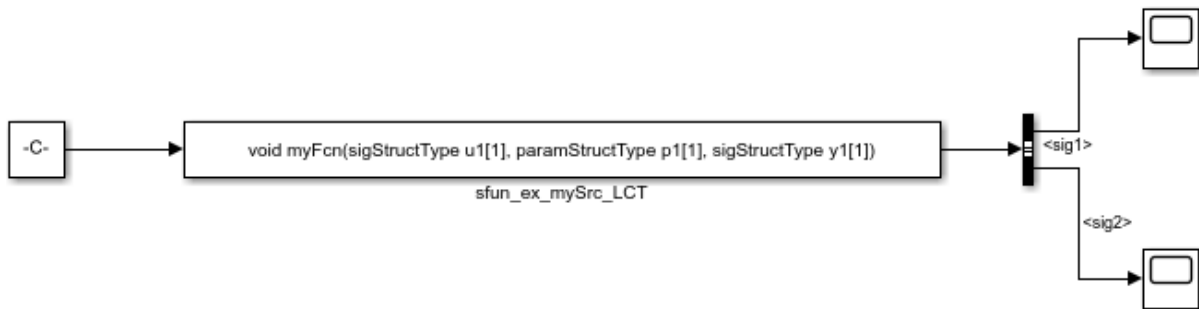 -C-
void myFcn(sigStructType u1[1], paramStructType p1[1], sigStructType y1[1])
sfun_ex_mySrc_LCT
<sig1>
<sig2>